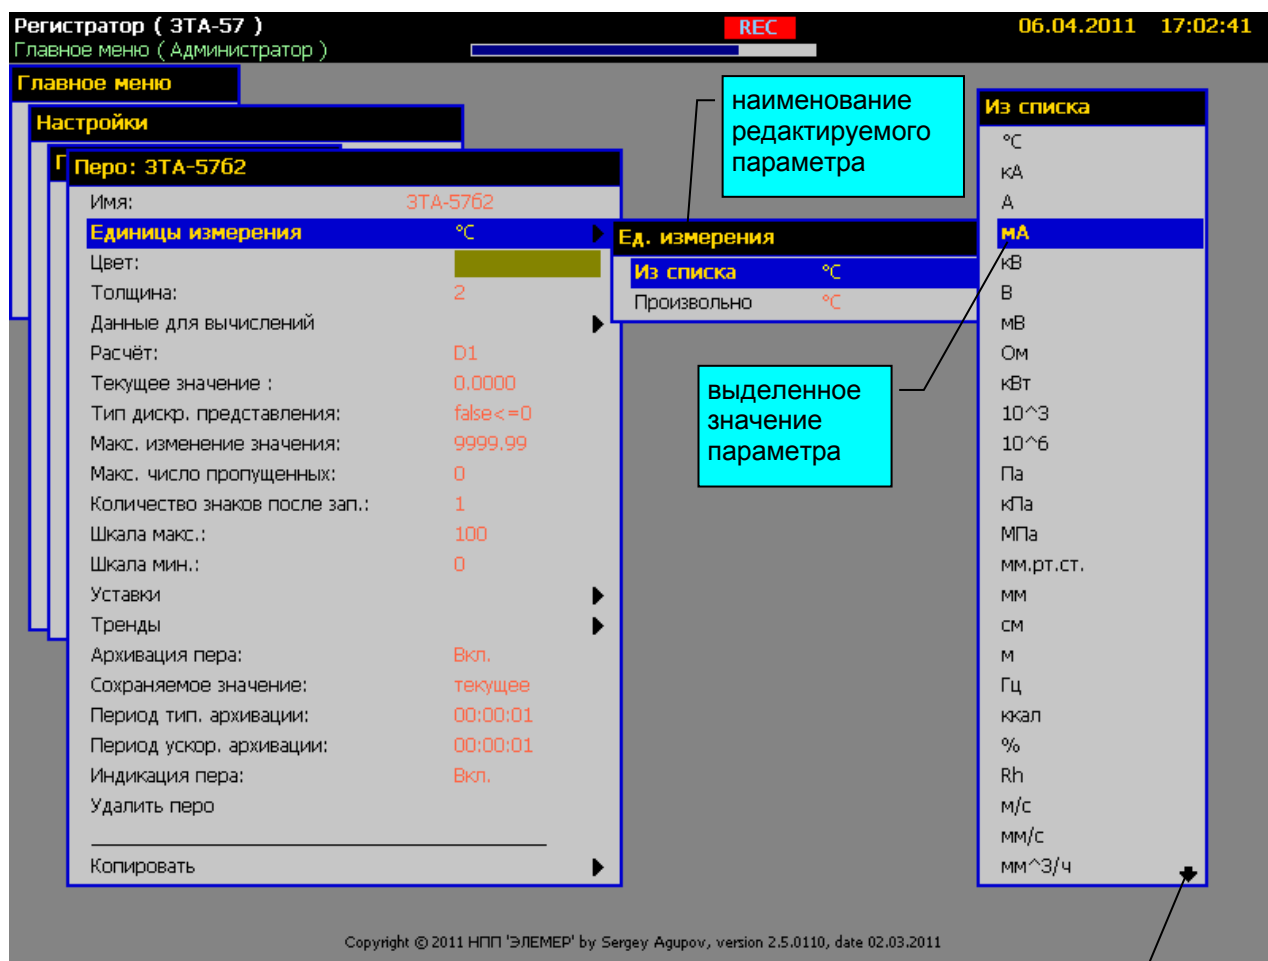 Регистратор ( ЗТА-57 )
REC
06.04.2011 17:02:41
Главное меню ( Администратор )
Главное меню
Настройки
П
Перо: ЗТА-57б2
Имя: ЗТА-57б2
Единицы измерения °C
Цвет:
Толщина: 2
Данные для вычислений
Расчёт: D1
Текущее значение : 0.0000
Тип дискр. представления: false<=0
Макс. изменение значения: 9999.99
Макс. число пропущенных: 0
Количество знаков после зап.: 1
Шкала макс.: 100
Шкала мин.: 0
Уставки
Тренды
Архивация пера: Вкл.
Сохраняемое значение: текущее
Период тип. архивации: 00:00:01
Период ускор. архивации: 00:00:01
Индикация пера: Вкл.
Удалить перо
Копировать
наименование
редактируемого
параметра
Ед. измерения
Из списка °C
Произвольно °C
выделенное
значение
параметра
Из списка
°C
кА
А
мА
кВ
В
мВ
Ом
кВт
10^3
10^6
Па
кПа
МПа
мм.рт.ст.
мм
см
м
Гц
ккал
%
Rh
м/с
мм/с
мм^3/ч
Copyright © 2011 НПП 'ЭЛЕМЕР' by Sergey Agupov, version 2.5.0110, date 02.03.2011